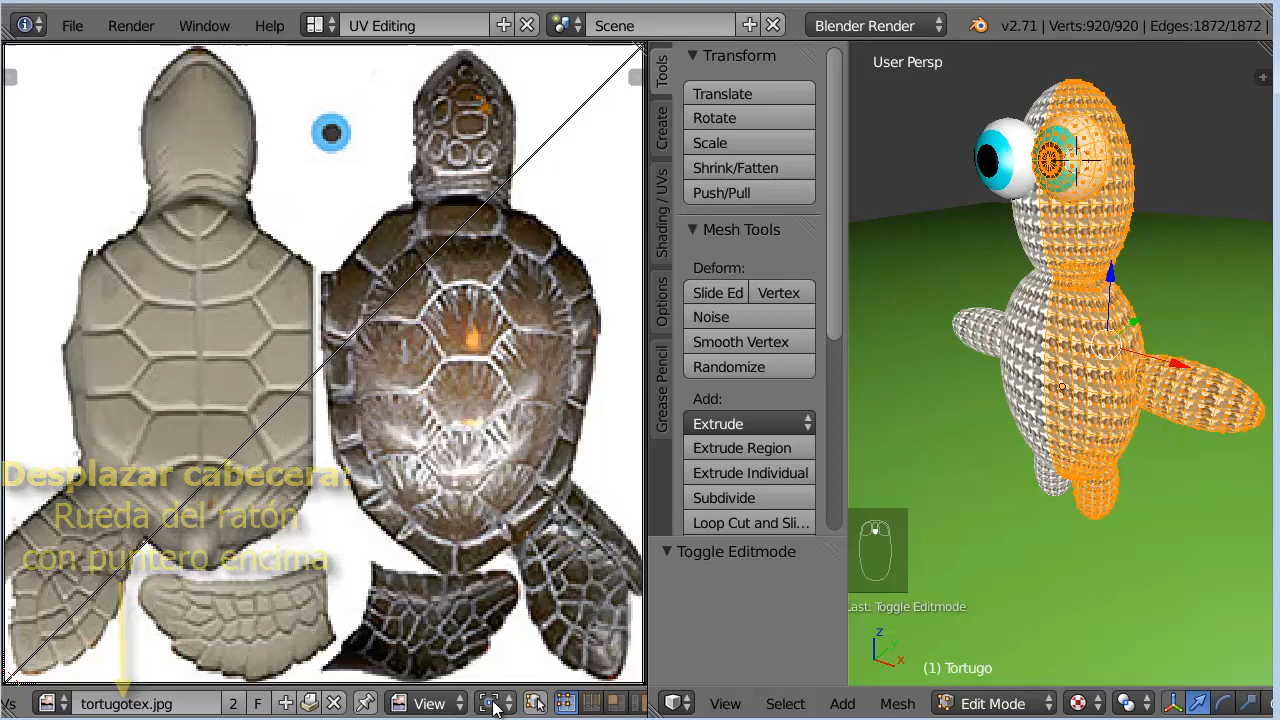 File Render Window Help UV Editing Scene Blender Render v2.71 | Verts:920/920 | Edges:1872/1872 |
Tools
Create
Shading / UVs
Options
Grease Pencil
Transform
Translate
Rotate
Scale
Shrink/Fatten
Push/Pull
Mesh Tools
Deform:
Slide Ed Vertex
Noise
Smooth Vertex
Randomize
Add:
Extrude
Extrude Region
Extrude Individual
Subdivide
Loop Cut and Sli...
Toggle Editmode
User Persp
Desplazar cabecera:
Rueda del ratón
con puntero encima
Last: Toggle Editmode
Z
Y
X
(1) Tortugo
Vs tortugotex.jpg 2 F View
View Select Add Mesh Edit Mode